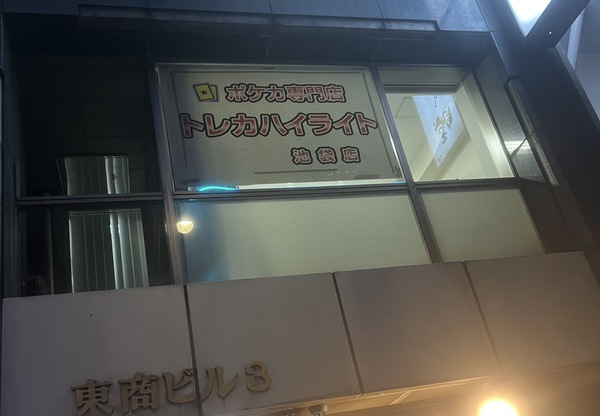 ポケカ専門店
トレカハイライト
池袋店
東商ビル3